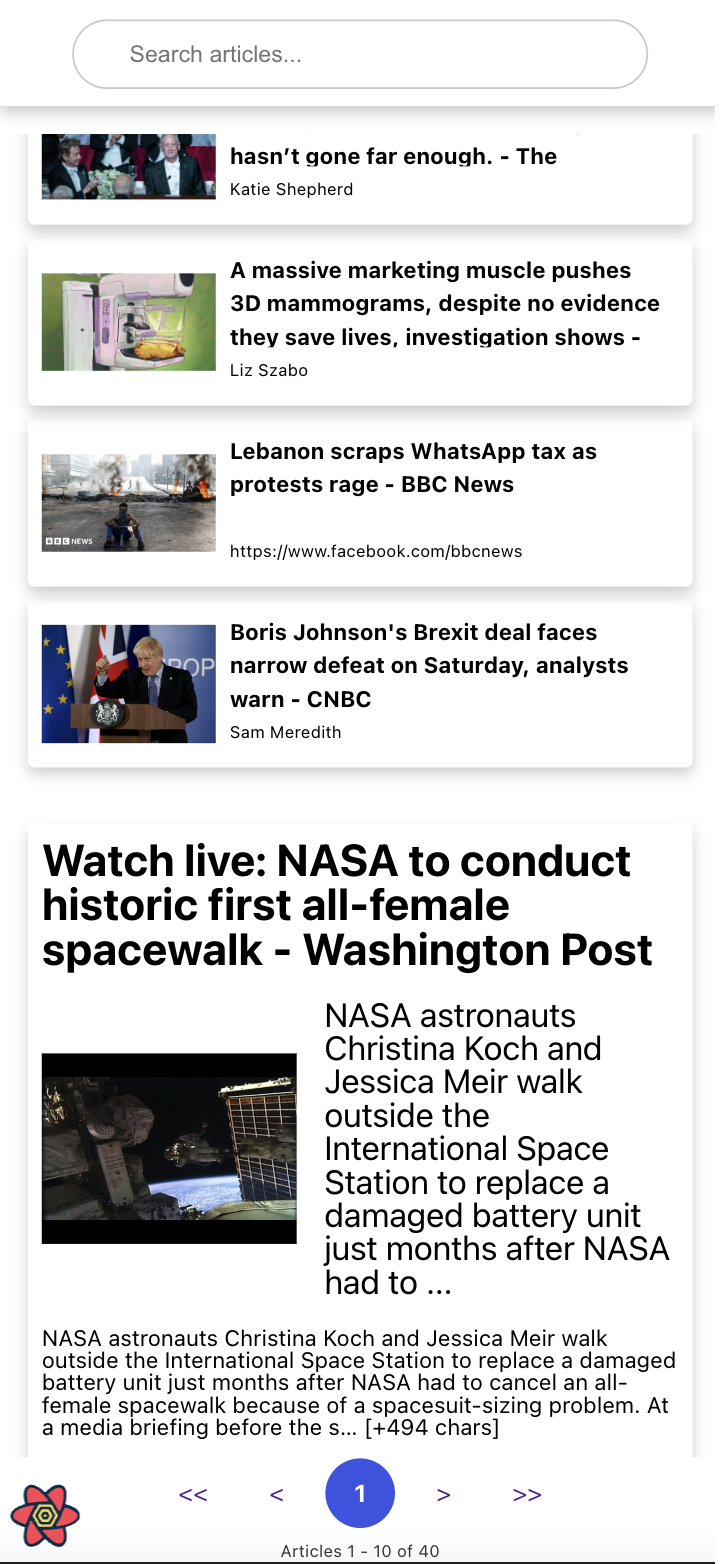 Search articles...
hasn't gone far enough. - The
Katie Shepherd
A massive marketing muscle pushes
3D mammograms, despite no evidence
they save lives, investigation shows -
Liz Szabo
Lebanon scraps WhatsApp tax as
protests rage - BBC News
BBC NEWS
https://www.facebook.com/bbcnews
Boris Johnson's Brexit deal faces
narrow defeat on Saturday, analysts
warn - CNBC
ROP
Sam Meredith
Watch live: NASA to conduct
historic first all-female
spacewalk - Washington Post
NASA astronauts
Christina Koch and
Jessica Meir walk
outside the
International Space
Station to replace a
damaged battery unit
just months after NASA
had to ...
NASA astronauts Christina Koch and Jessica Meir walk
outside the International Space Station to replace a damaged
battery unit just months after NASA had to cancel an all-
female spacewalk because of a spacesuit-sizing problem. At
a media briefing before the s… [+494 chars]
<< < 1 > >>
Articles 1 - 10 of 40